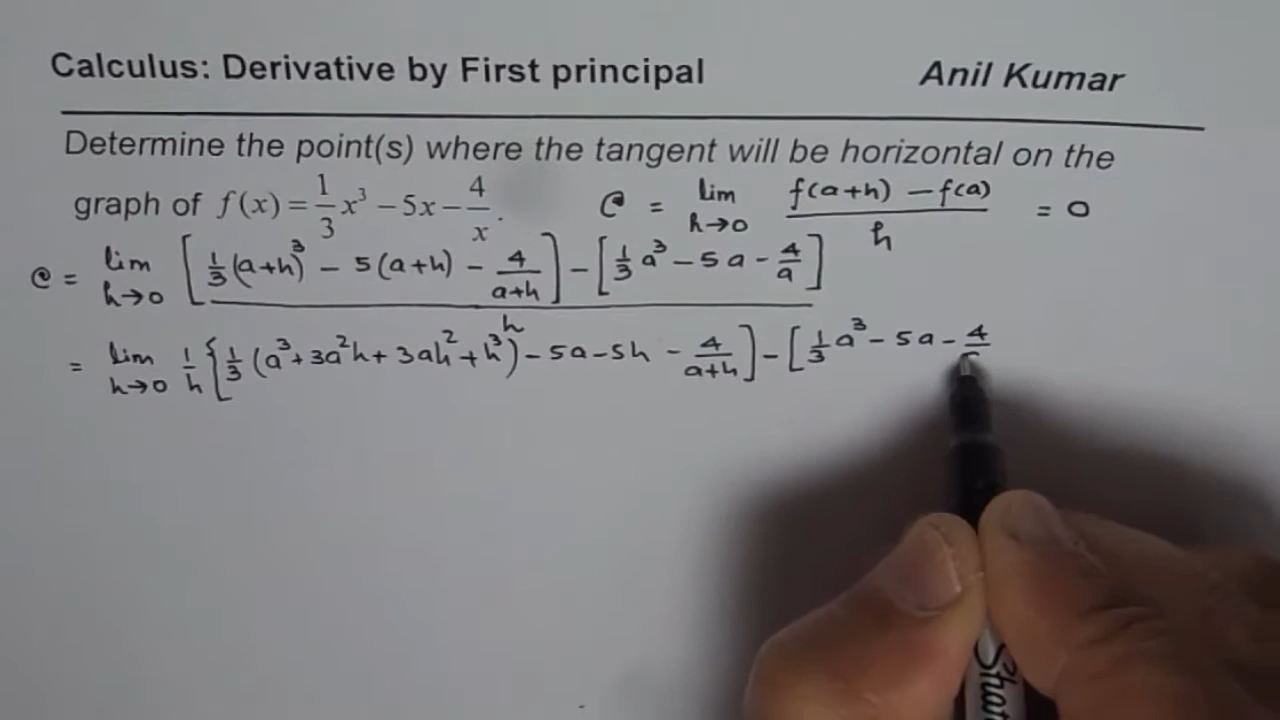 Calculus: Derivative by First principal Anil Kumar
Determine the point(s) where the tangent will be horizontal on the
graph of f(x) = 1/3 x³ − 5x − 4/x . m = lim h→0 (f(a+h) − f(a))/h = 0
m = lim h→0 ([1/3 (a+h)³ − 5(a+h) − 4/(a+h)] − [1/3 a³ − 5a − 4/a])/h
= lim h→0 1/h {[1/3 (a³ + 3a²h + 3ah² + h³) − 5a − 5h − 4/(a+h)] − [1/3 a³ − 5a − 4/
Shar